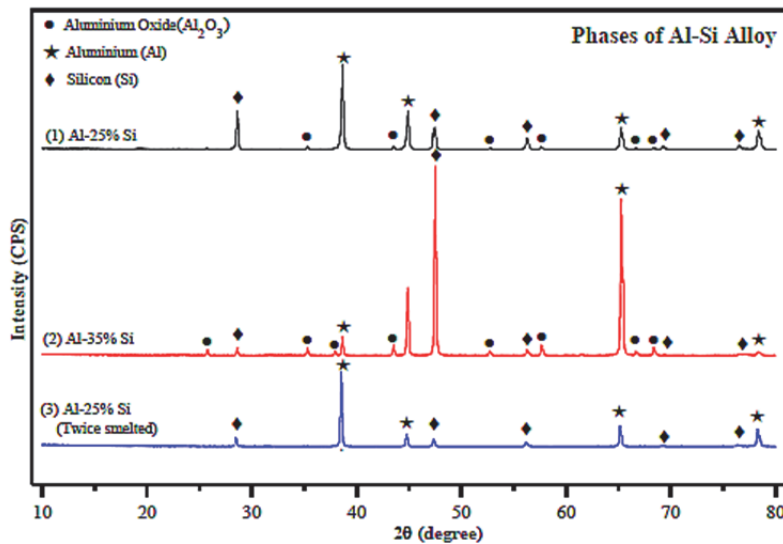 ● Aluminium Oxide(Al₂O₃)
★ Aluminium (Al)
♦ Silicon (Si)
Phases of Al-Si Alloy
(1) Al-25% Si
(2) Al-35% Si
(3) Al-25% Si
(Twice smelted)
Intensity (CPS)
10 20 30 40 50 60 70 80
2θ (degree)